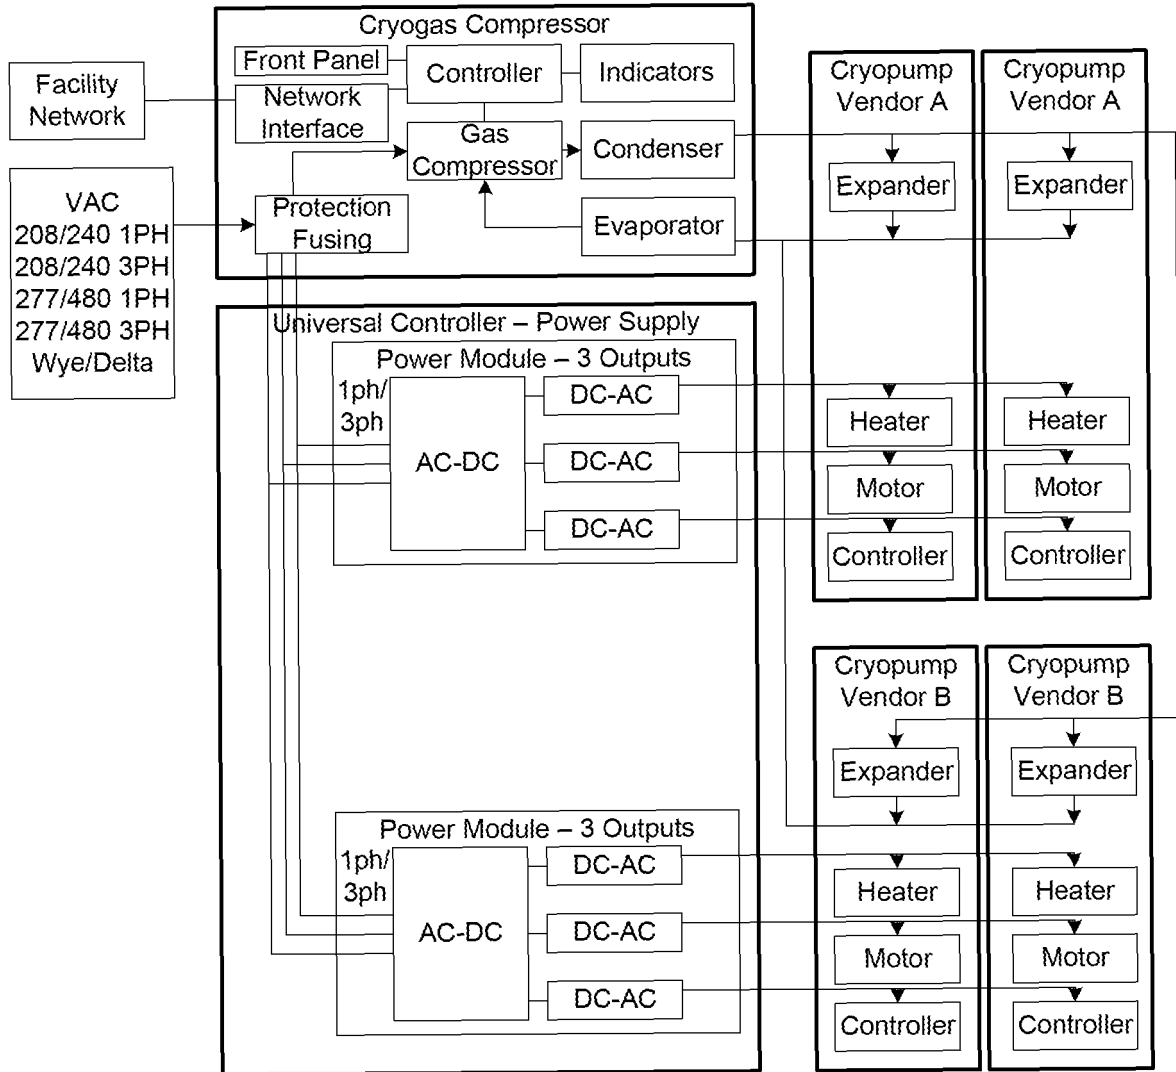 Cryogas Compressor
Front Panel
Controller
Indicators
Network
Interface
Gas
Compressor
Condenser
Protection
Fusing
Evaporator
Facility
Network
VAC
208/240 1PH
208/240 3PH
277/480 1PH
277/480 3PH
Wye/Delta
Universal Controller – Power Supply
Power Module – 3 Outputs
1ph/
3ph
AC-DC
DC-AC
DC-AC
DC-AC
Power Module – 3 Outputs
1ph/
3ph
AC-DC
DC-AC
DC-AC
DC-AC
Cryopump
Vendor A
Expander
Heater
Motor
Controller
Cryopump
Vendor A
Expander
Heater
Motor
Controller
Cryopump
Vendor B
Expander
Heater
Motor
Controller
Cryopump
Vendor B
Expander
Heater
Motor
Controller